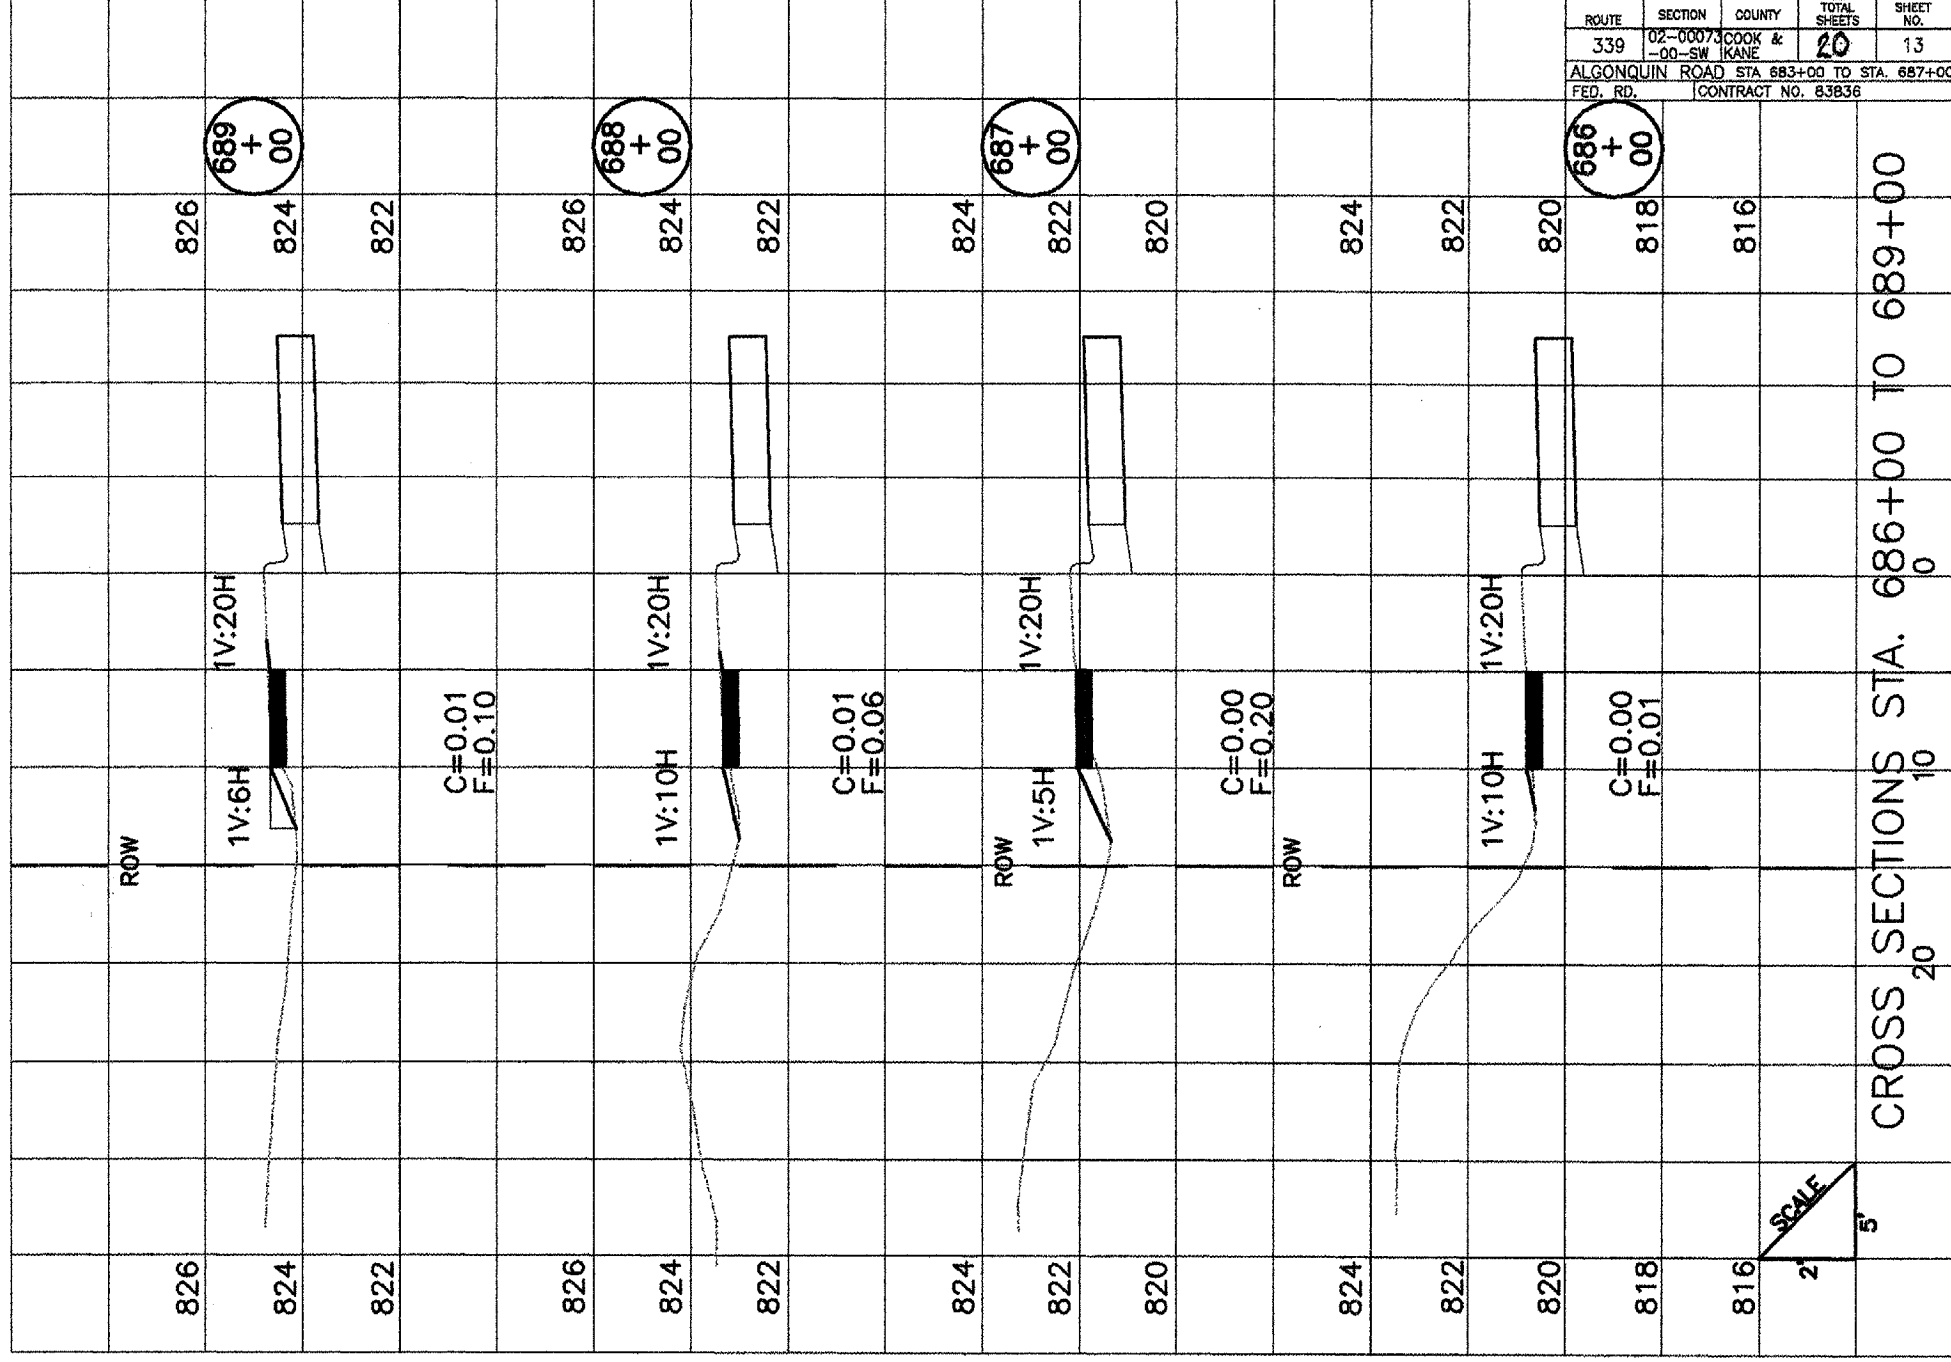 ROUTE SECTION COUNTY TOTAL SHEETS SHEET NO.
339 02-00073-00-SW COOK & KANE 20 13
ALGONQUIN ROAD STA 683+00 TO STA. 687+00
FED. RD. CONTRACT NO. 83836
689+00
826
824
822
1V:20H
1V:6H
C=0.01
F=0.10
ROW
826
824
822
688+00
826
824
822
1V:20H
1V:10H
C=0.01
F=0.06
826
824
822
687+00
824
822
820
1V:20H
1V:5H
C=0.00
F=0.20
ROW
824
822
820
686+00
824
822
820
818
816
1V:20H
1V:10H
C=0.00
F=0.01
ROW
824
822
820
818
816
0
10
20
SCALE
2'
5'
CROSS SECTIONS STA. 686+00 TO 689+00